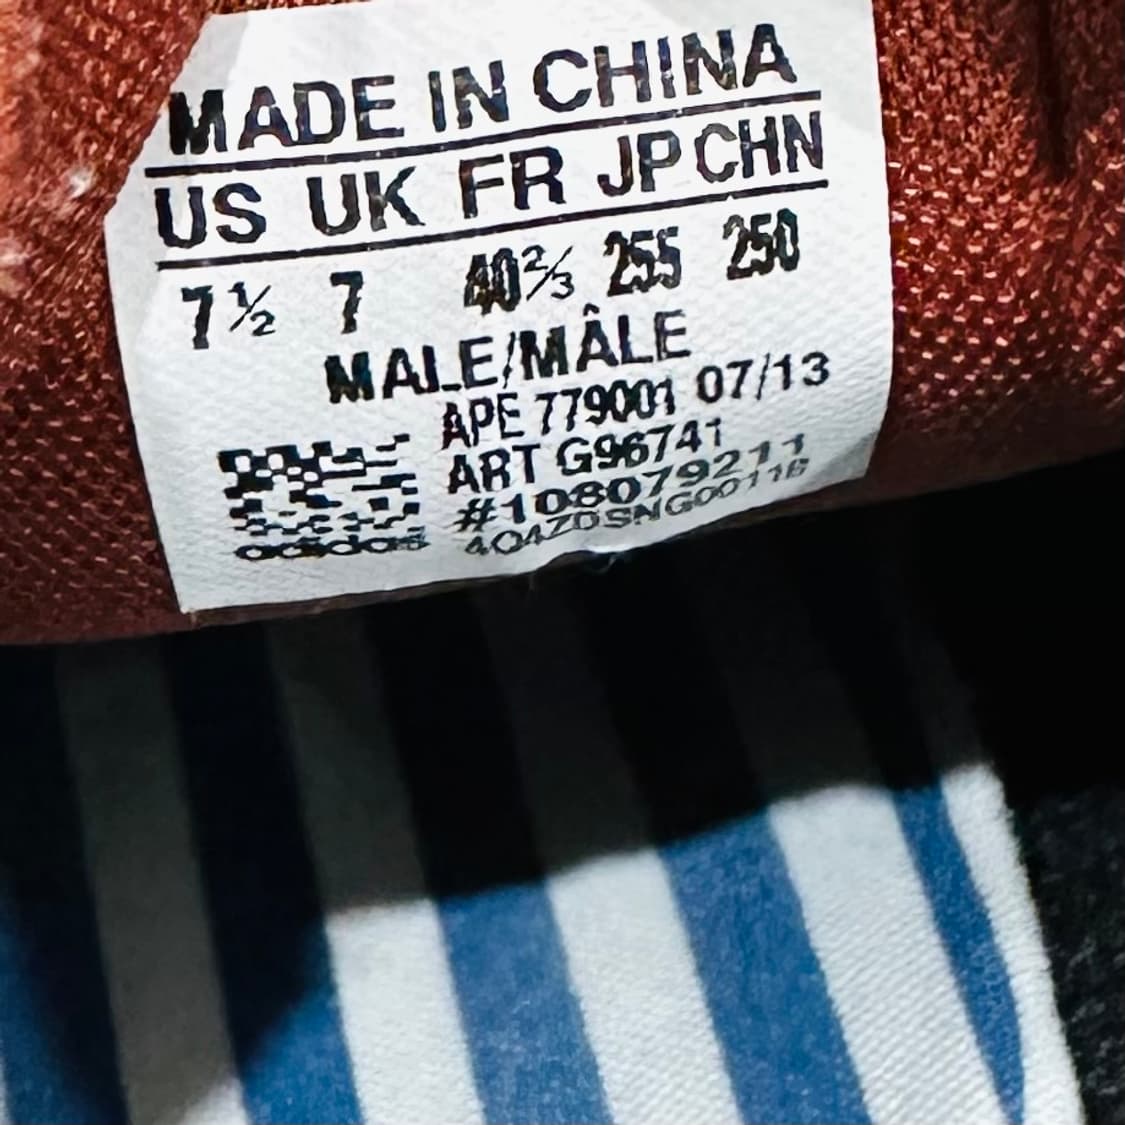 MADE IN CHINA
US UK FR JP CHN
7½ 7 40⅔ 255 250
MALE/MÂLE
APE 779001 07/13
ART G96741
#108079211
404ZDSNG00116
adidas